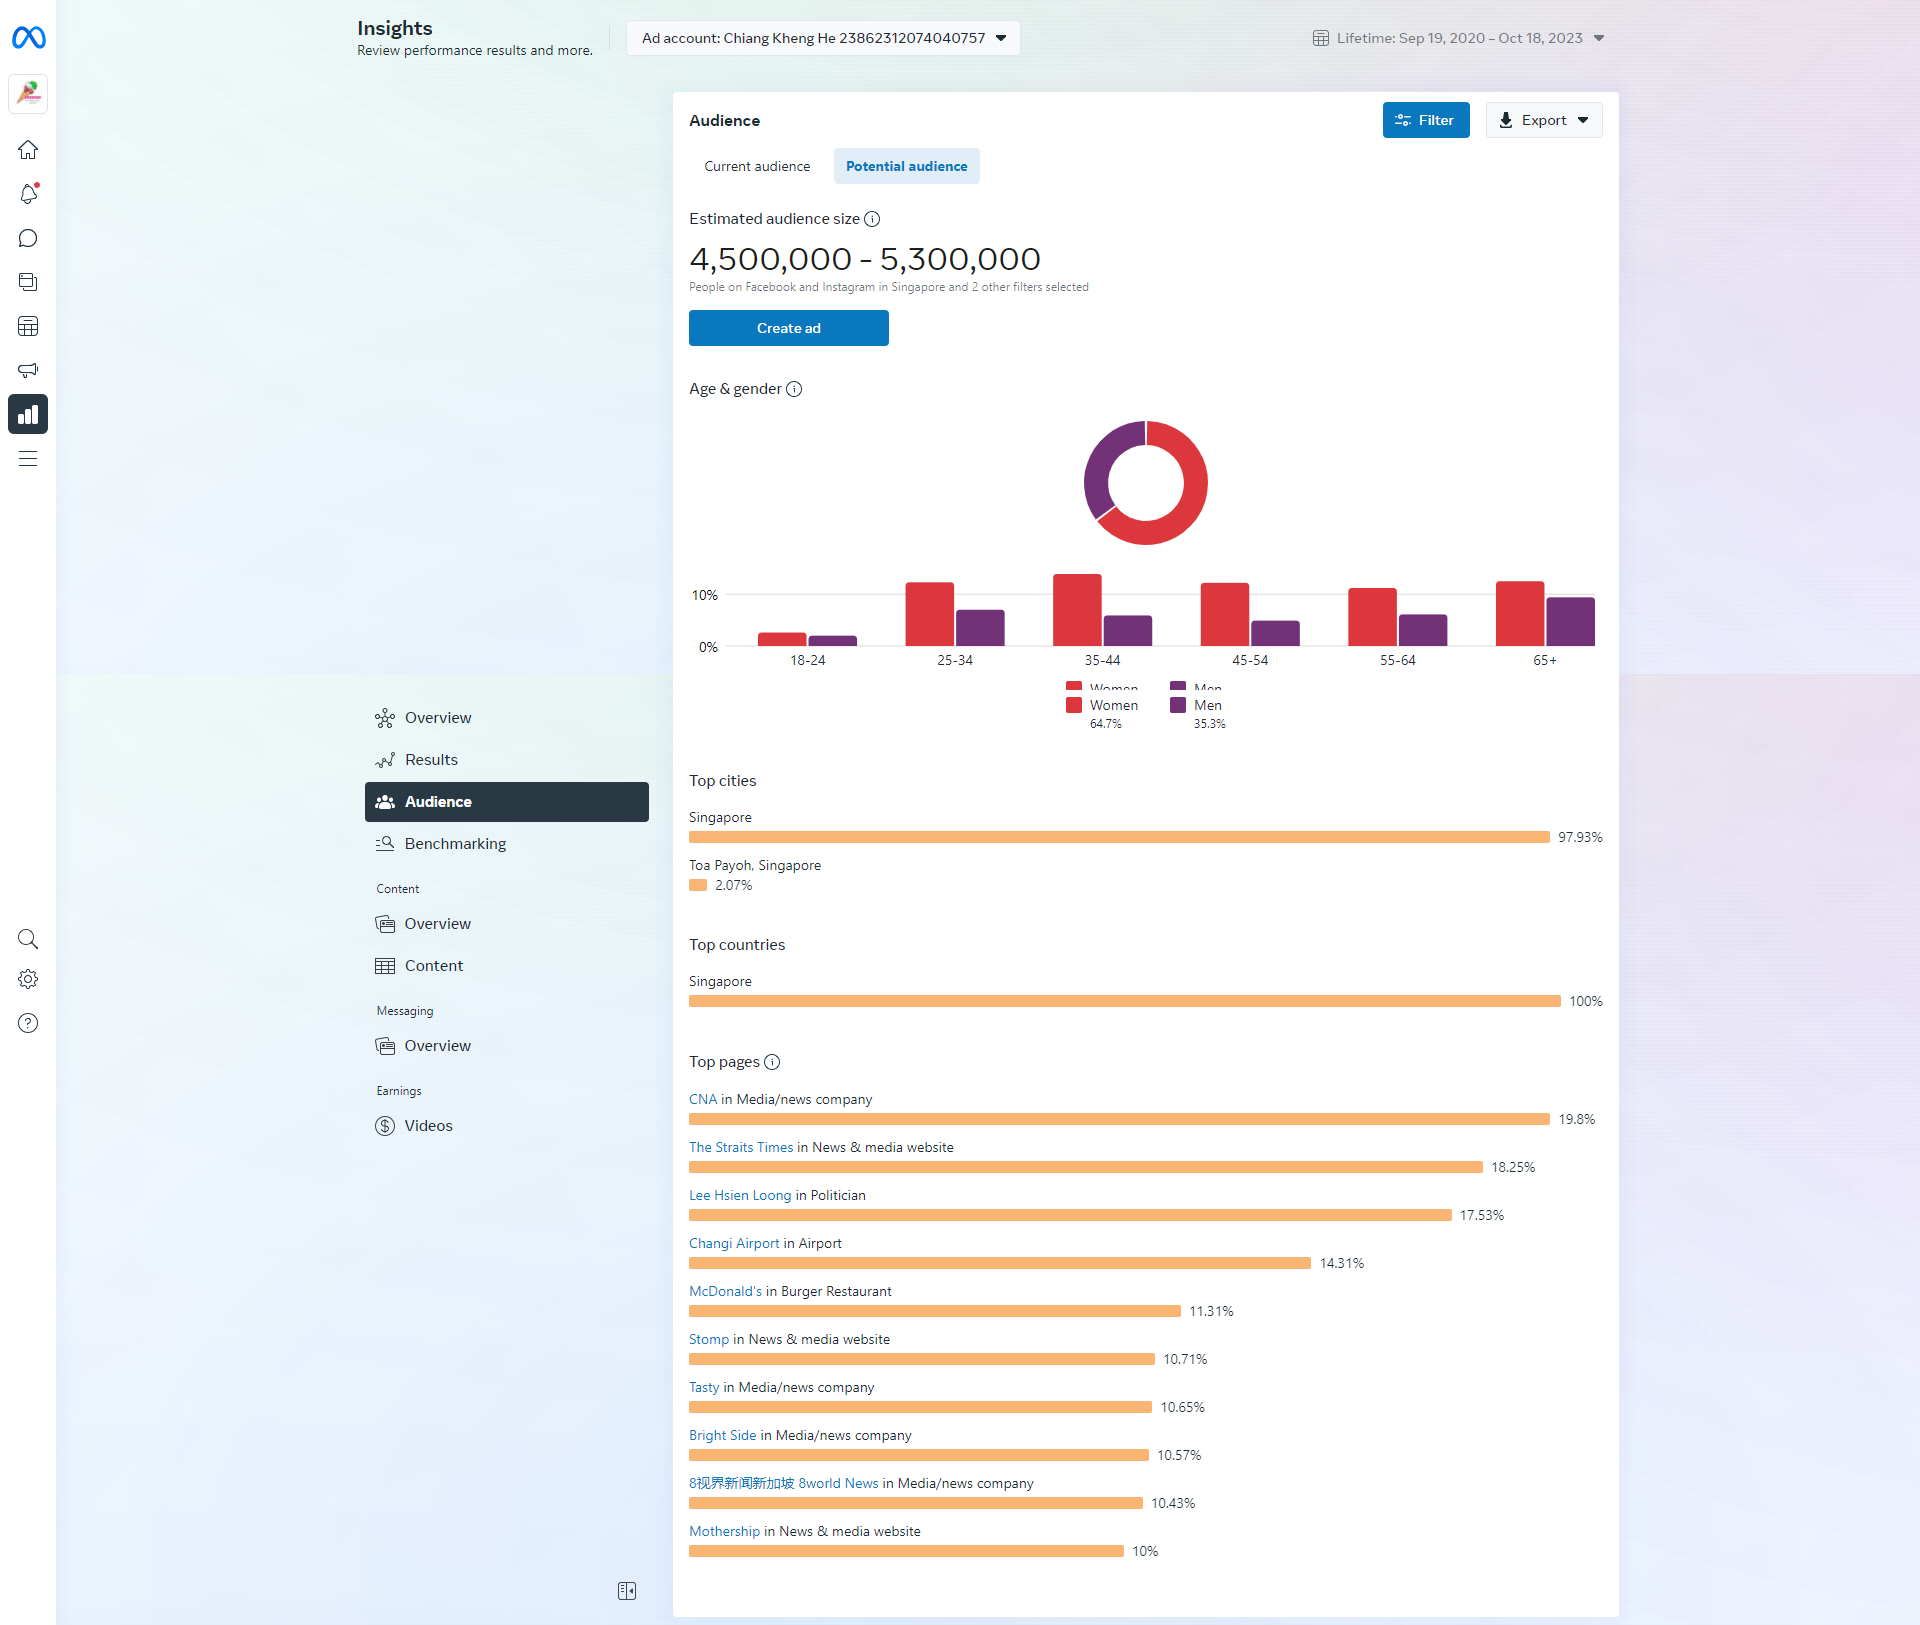 Insights
Review performance results and more.
Ad account: Chiang Kheng He 23862312074040757
Lifetime: Sep 19, 2020 – Oct 18, 2023
Audience
Filter
Export
Current audience
Potential audience
Estimated audience size
4,500,000 - 5,300,000
People on Facebook and Instagram in Singapore and 2 other filters selected
Create ad
Age & gender
10%
0%
18-24
25-34
35-44
45-54
55-64
65+
Women
Men
Women
Men
64.7%
35.3%
Overview
Results
Audience
Benchmarking
Content
Overview
Content
Messaging
Overview
Earnings
Videos
Top cities
Singapore
97.93%
Toa Payoh, Singapore
2.07%
Top countries
Singapore
100%
Top pages
CNA in Media/news company
19.8%
The Straits Times in News & media website
18.25%
Lee Hsien Loong in Politician
17.53%
Changi Airport in Airport
14.31%
McDonald's in Burger Restaurant
11.31%
Stomp in News & media website
10.71%
Tasty in Media/news company
10.65%
Bright Side in Media/news company
10.57%
8视界新闻新加坡 8world News in Media/news company
10.43%
Mothership in News & media website
10%